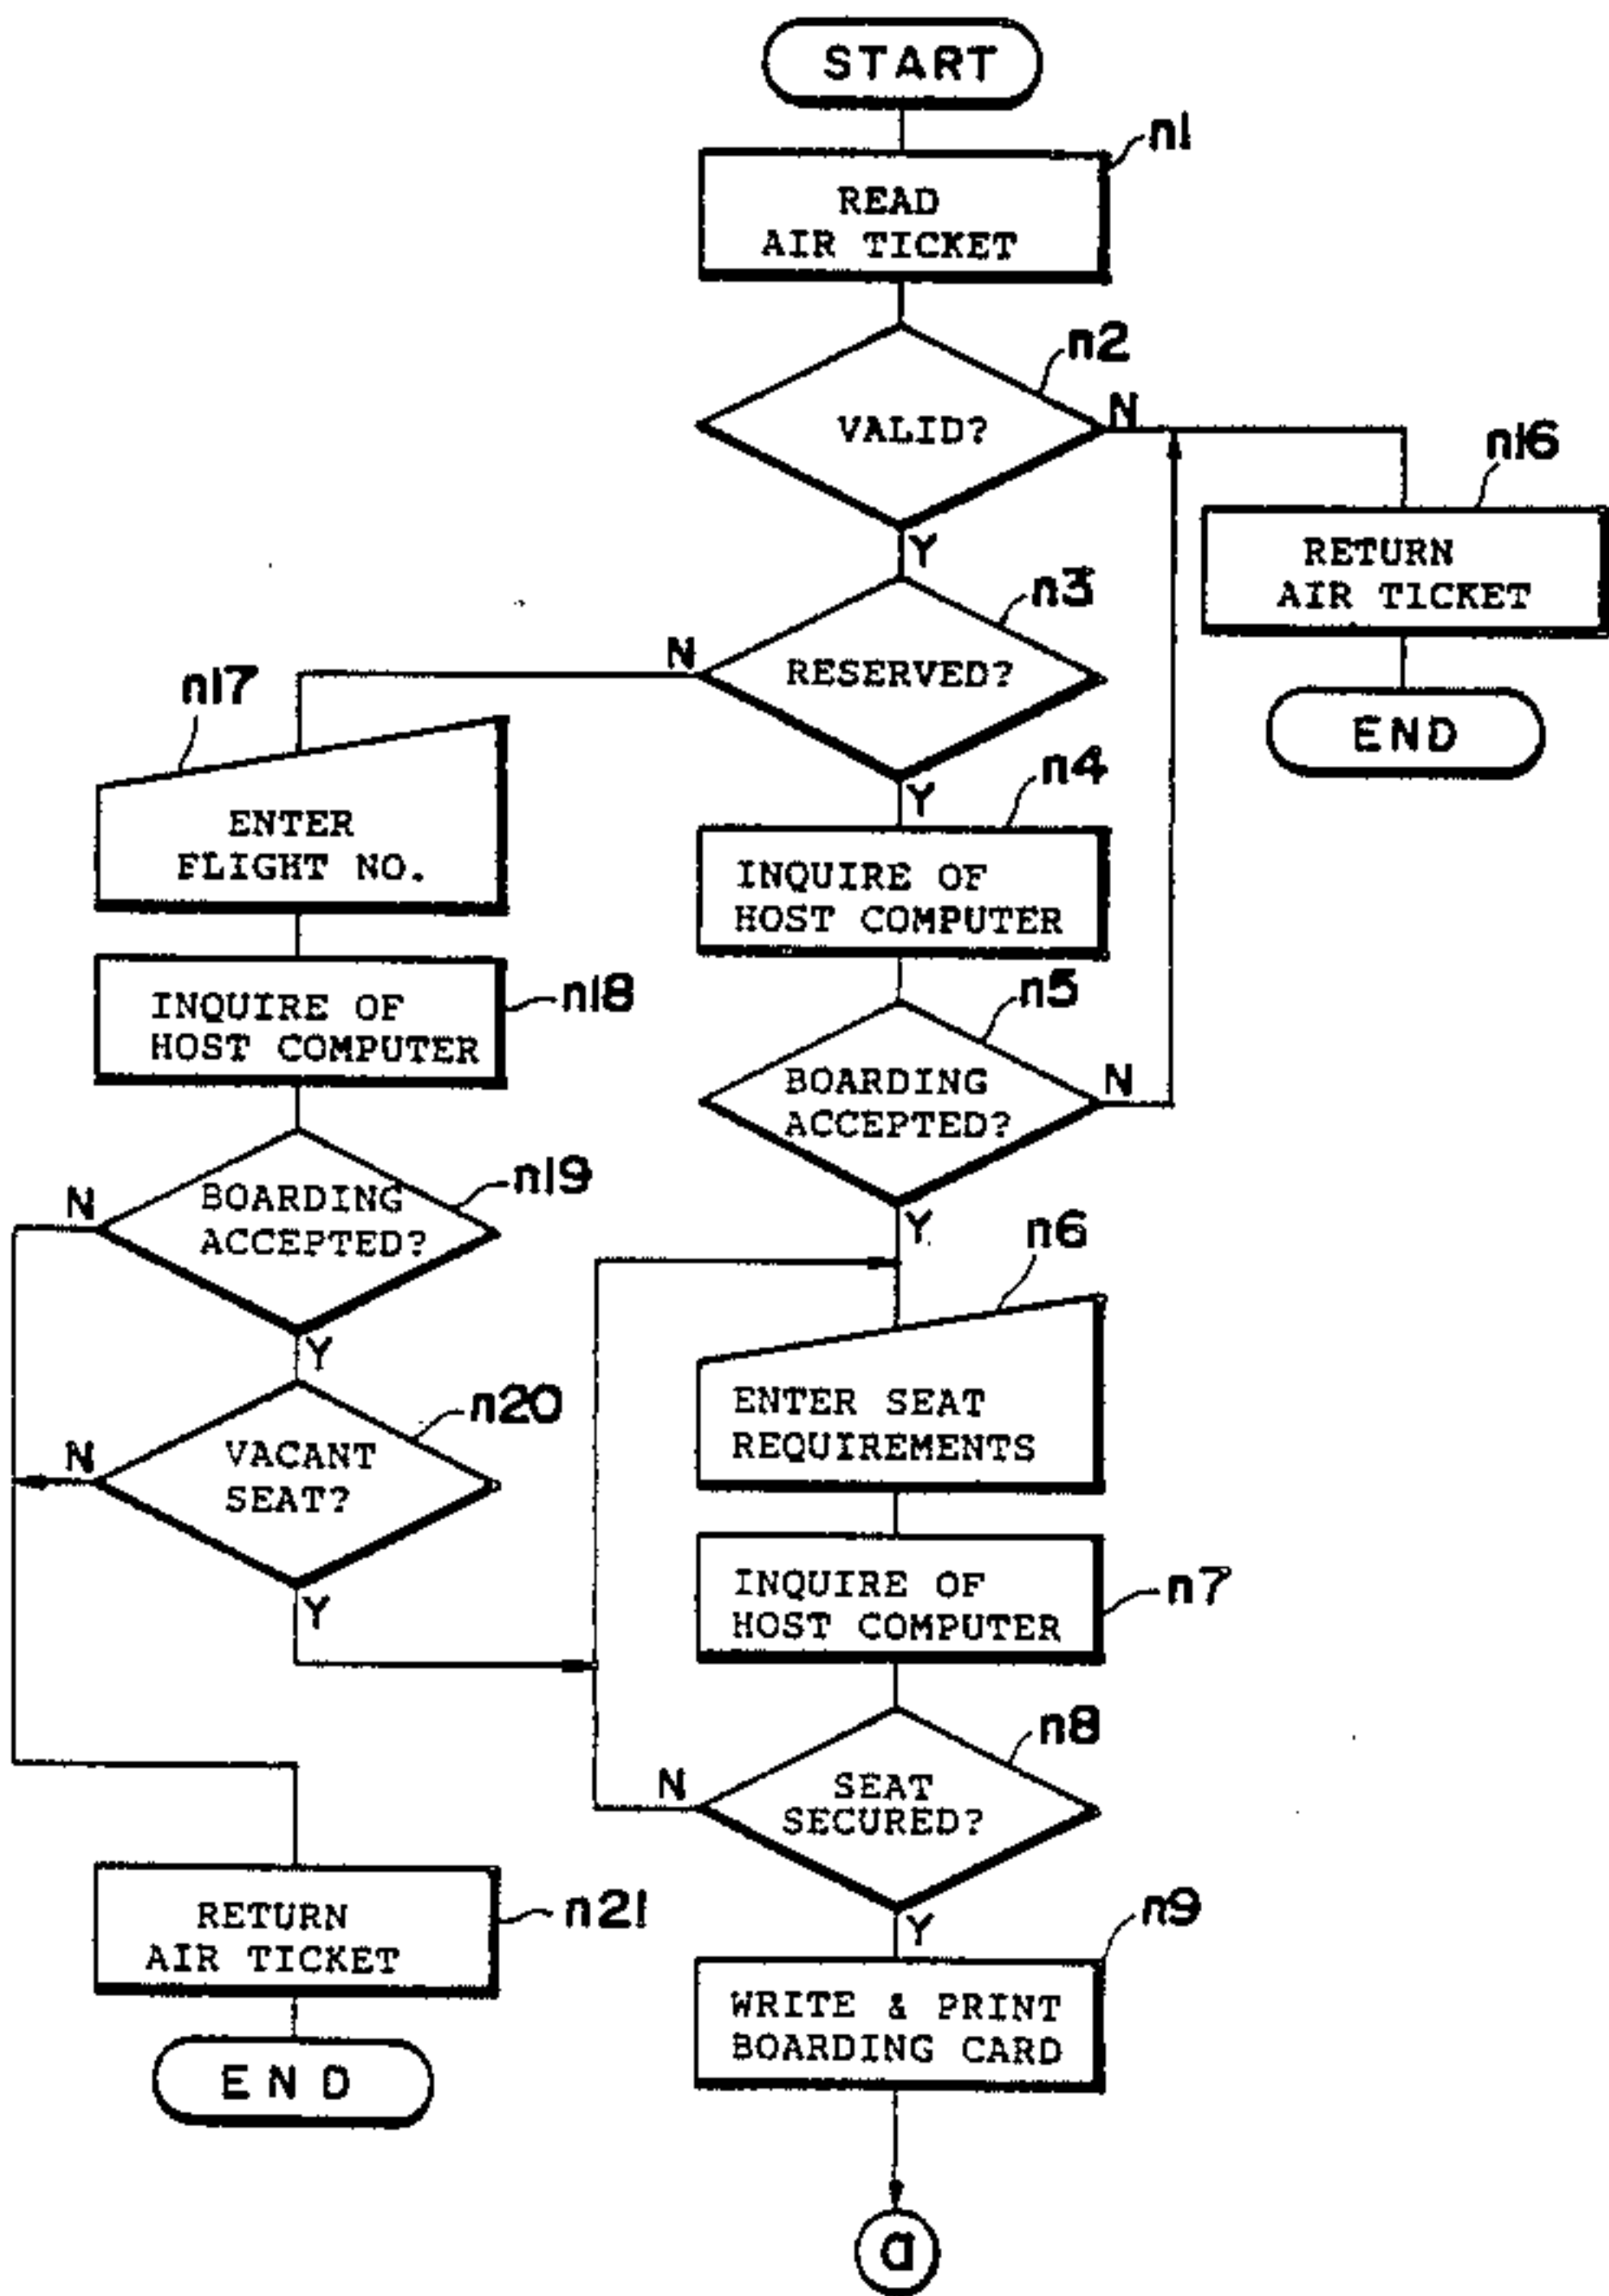 START
n1
READ
AIR TICKET
n2
VALID?
N
Y
n16
RETURN
AIR TICKET
END
n3
RESERVED?
N
Y
n17
ENTER
FLIGHT NO.
n4
INQUIRE OF
HOST COMPUTER
n18
INQUIRE OF
HOST COMPUTER
n5
BOARDING
ACCEPTED?
N
Y
n19
BOARDING
ACCEPTED?
N
Y
n6
ENTER SEAT
REQUIREMENTS
n20
VACANT
SEAT?
N
Y
n7
INQUIRE OF
HOST COMPUTER
n8
SEAT
SECURED?
N
Y
n21
RETURN
AIR TICKET
END
n9
WRITE & PRINT
BOARDING CARD
a